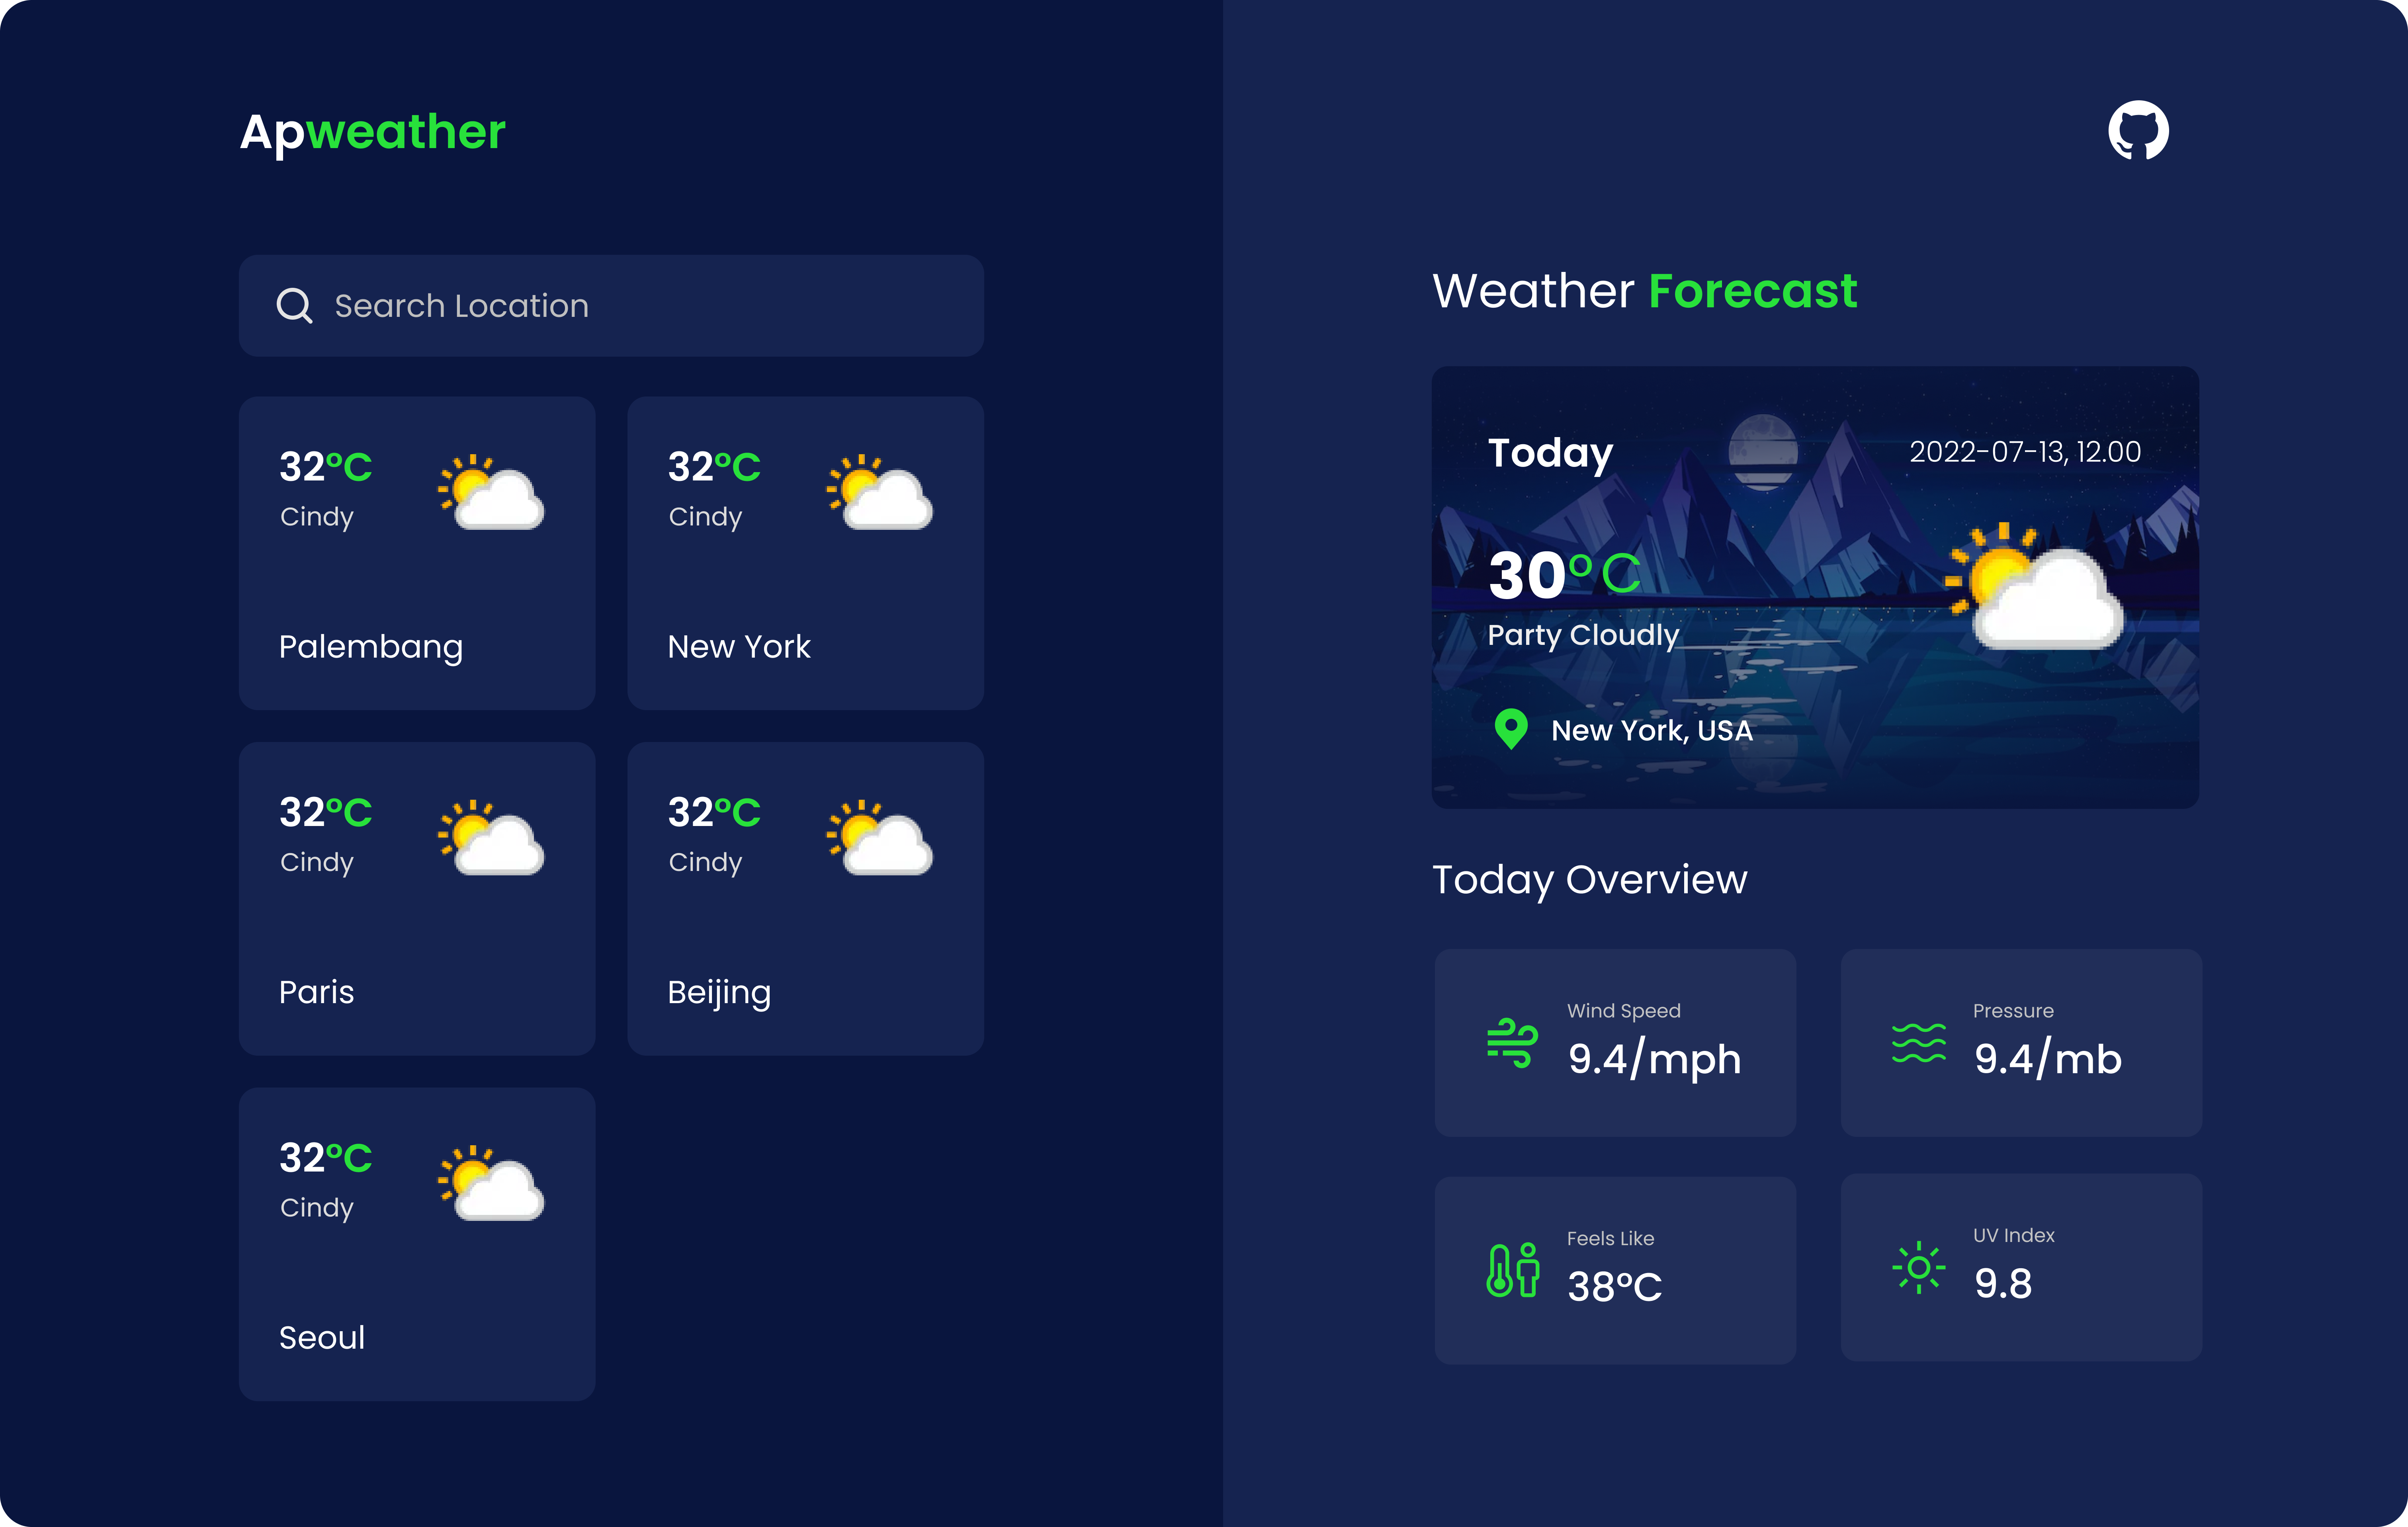 Apweather
Search Location
32°C
Cindy
Palembang
32°C
Cindy
New York
32°C
Cindy
Paris
32°C
Cindy
Beijing
32°C
Cindy
Seoul
Weather Forecast
Today
2022-07-13, 12.00
30°C
Party Cloudly
New York, USA
Today Overview
Wind Speed
9.4/mph
Pressure
9.4/mb
Feels Like
38°C
UV Index
9.8